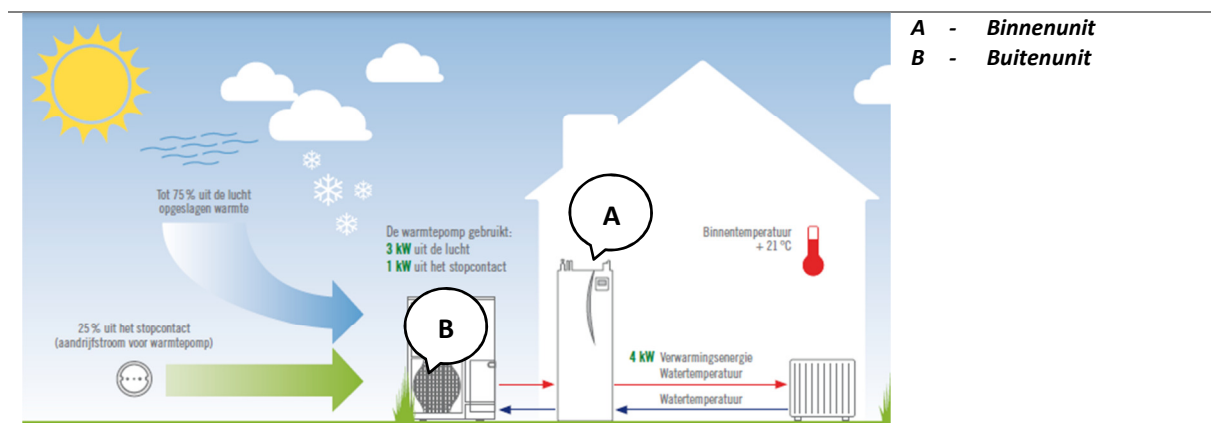 A - Binnenunit
B - Buitenunit
Tot 75% uit de lucht
opgeslagen warmte
De warmtepomp gebruikt:
3 kW uit de lucht
1 kW uit het stopcontact
A
Binnentemperatuur
+ 21 °C
B
25% uit het stopcontact
(aandrijfstroom voor warmtepomp)
4 kW Verwarmingsenergie
Watertemperatuur
Watertemperatuur